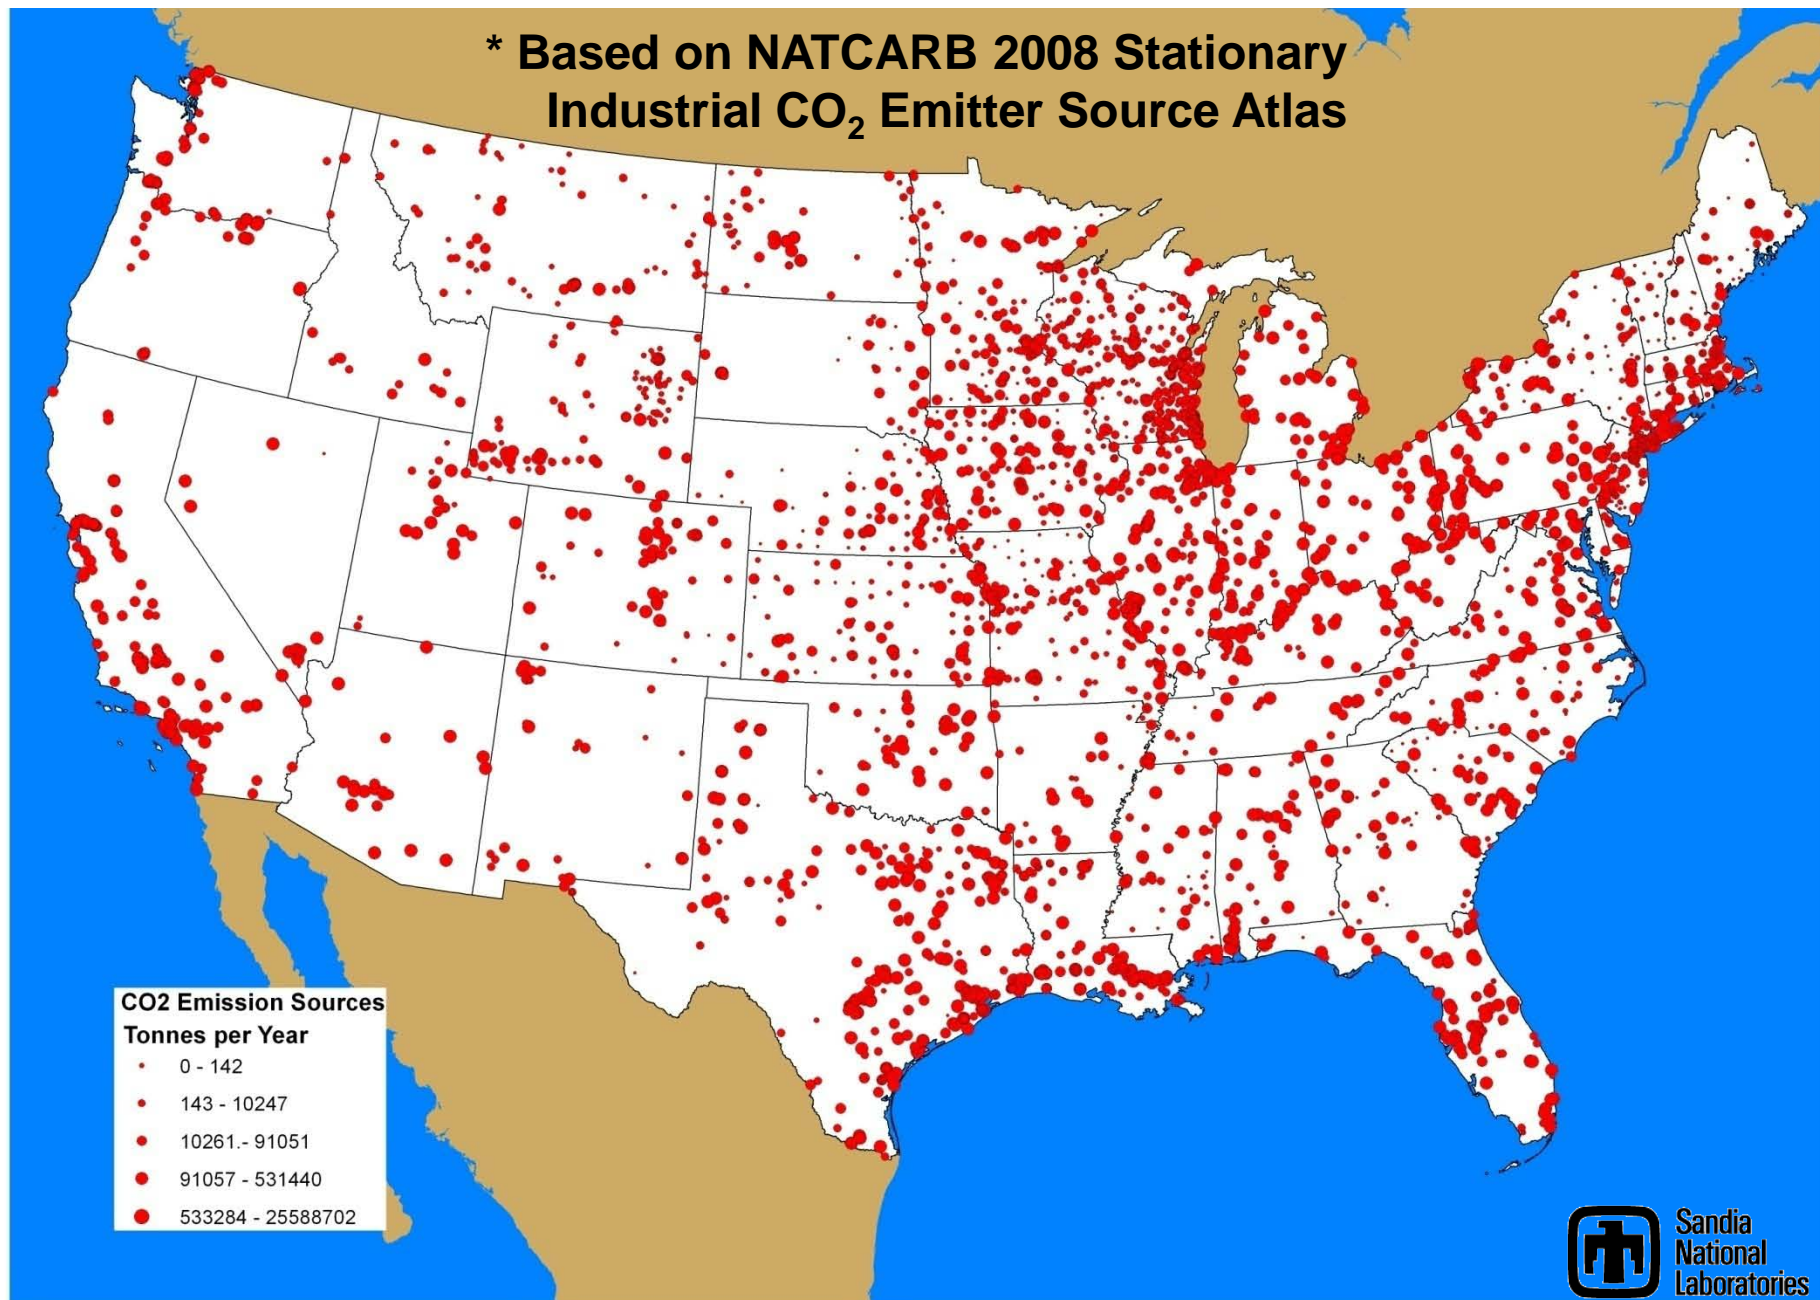 * Based on NATCARB 2008 Stationary
Industrial CO₂ Emitter Source Atlas
CO2 Emission Sources
Tonnes per Year
0 - 142
143 - 10247
10261.- 91051
91057 - 531440
533284 - 25588702
Sandia
National
Laboratories